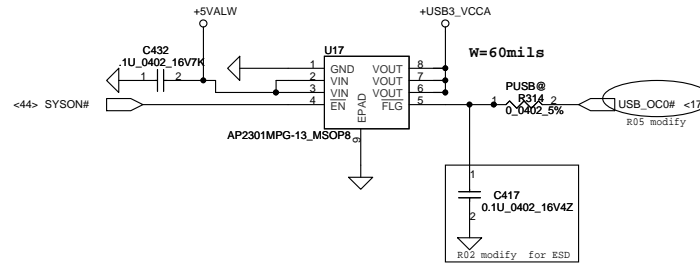 +5VALW
+USB3_VCCA
C432
.1U_0402_16V7K
1 2
U17
W=60mils
1 GND VOUT 8
2 VIN VOUT 7
3 VIN VOUT 6
4 EN FLG 5
EPAD
9
<44> SYSON#
AP2301MPG-13_MSOP8
PUSB@
1 R314 2
0_0402_5%
USB_OC0# <17
R05 modify
1
C417
0.1U_0402_16V4Z
2
R02 modify for ESD